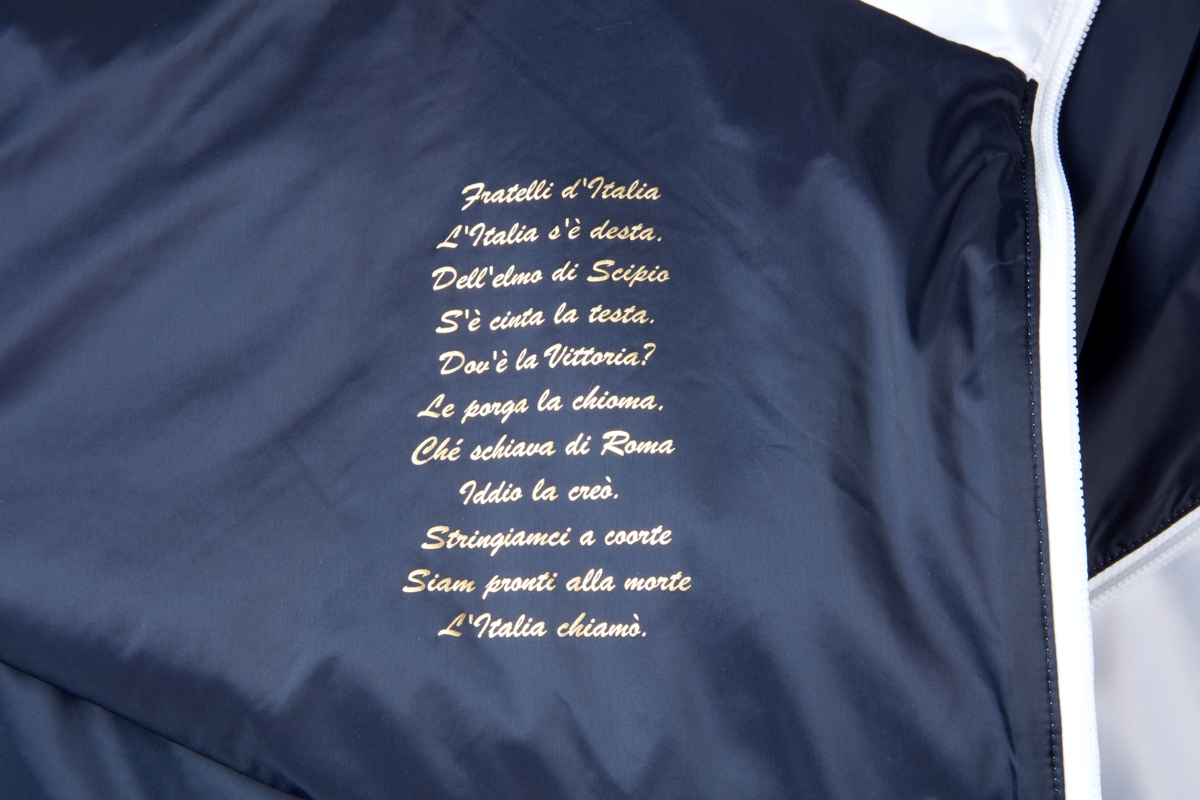 Fratelli d'Italia
L'Italia s'è desta.
Dell'elmo di Scipio
S'è cinta la testa.
Dov'è la Vittoria?
Le porga la chioma.
Ché schiava di Roma
Iddio la creò.
Stringiamci a coorte
Siam pronti alla morte
L'Italia chiamò.